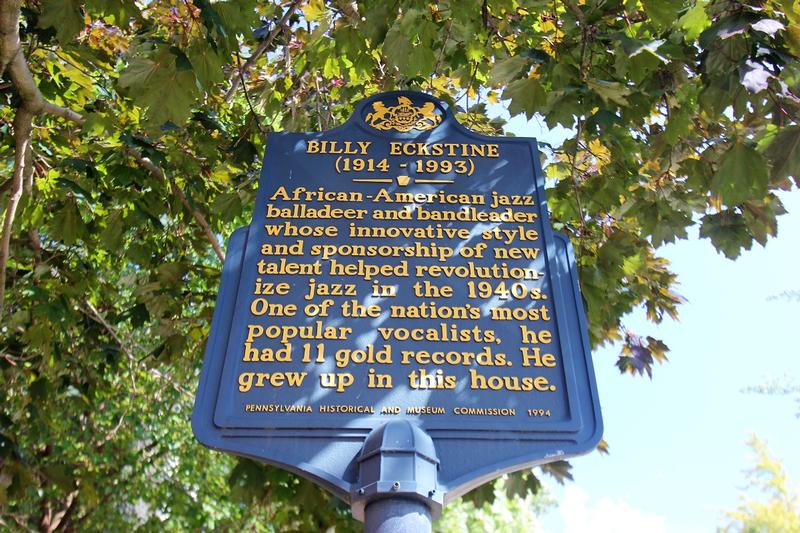 BILLY ECKSTINE
(1914 - 1993)
African-American jazz
balladeer and bandleader
whose innovative style
and sponsorship of new
talent helped revolution-
ize jazz in the 1940s.
One of the nation's most
popular vocalists, he
had 11 gold records. He
grew up in this house.
PENNSYLVANIA HISTORICAL AND MUSEUM COMMISSION 1994